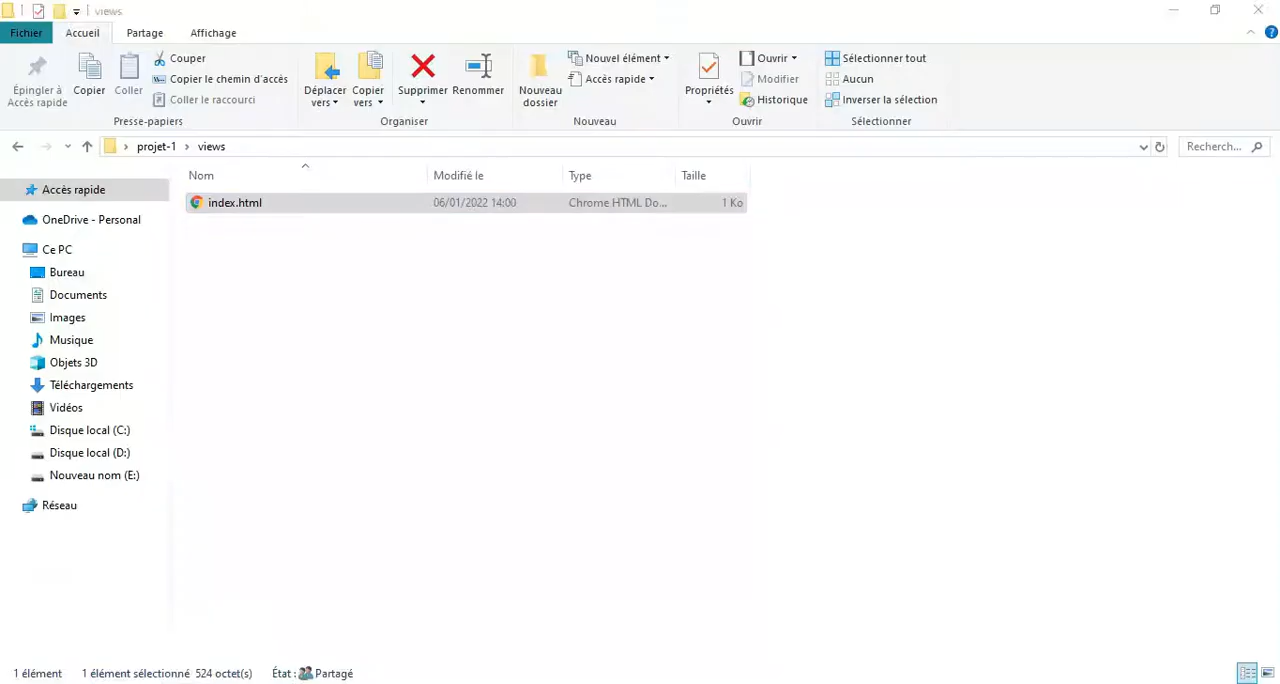 views
Fichier Accueil Partage Affichage
Épingler à Accès rapide
Copier
Coller
Couper
Copier le chemin d'accès
Coller le raccourci
Presse-papiers
Déplacer vers
Copier vers
Supprimer
Renommer
Organiser
Nouveau dossier
Nouvel élément
Accès rapide
Nouveau
Propriétés
Ouvrir
Modifier
Historique
Ouvrir
Sélectionner tout
Aucun
Inverser la sélection
Sélectionner
projet-1 views
Recherch...
Nom Modifié le Type Taille
index.html 06/01/2022 14:00 Chrome HTML Do... 1 Ko
Accès rapide
OneDrive - Personal
Ce PC
Bureau
Documents
Images
Musique
Objets 3D
Téléchargements
Vidéos
Disque local (C:)
Disque local (D:)
Nouveau nom (E:)
Réseau
1 élément 1 élément sélectionné 524 octet(s) État : Partagé